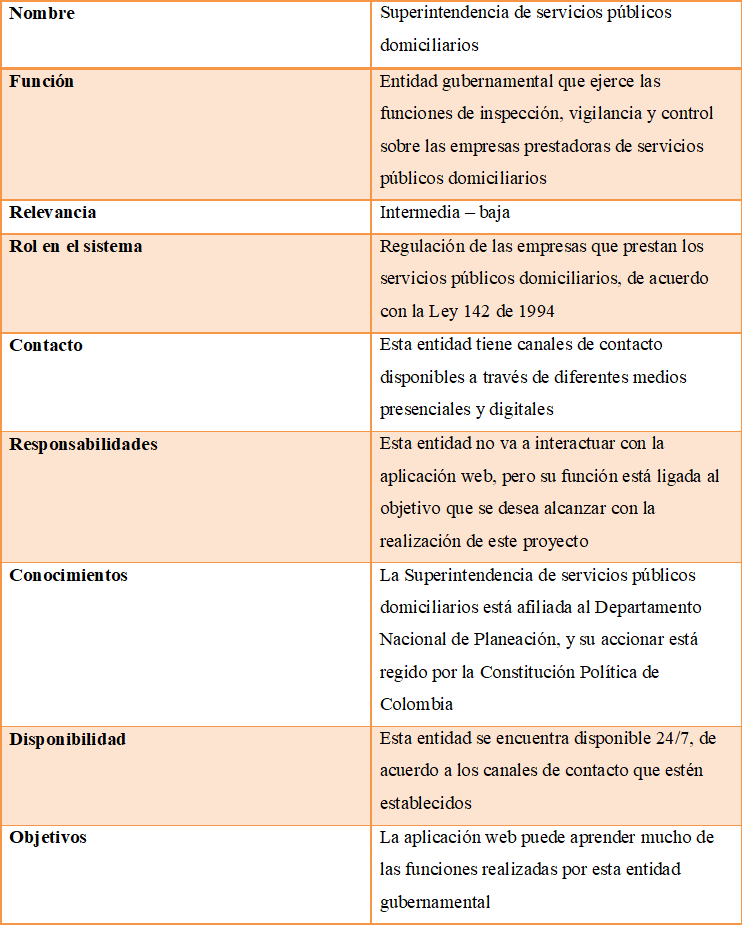 Nombre
Superintendencia de servicios públicos
domiciliarios
Función
Entidad gubernamental que ejerce las
funciones de inspección, vigilancia y control
sobre las empresas prestadoras de servicios
públicos domiciliarios
Relevancia
Intermedia – baja
Rol en el sistema
Regulación de las empresas que prestan los
servicios públicos domiciliarios, de acuerdo
con la Ley 142 de 1994
Contacto
Esta entidad tiene canales de contacto
disponibles a través de diferentes medios
presenciales y digitales
Responsabilidades
Esta entidad no va a interactuar con la
aplicación web, pero su función está ligada al
objetivo que se desea alcanzar con la
realización de este proyecto
Conocimientos
La Superintendencia de servicios públicos
domiciliarios está afiliada al Departamento
Nacional de Planeación, y su accionar está
regido por la Constitución Política de
Colombia
Disponibilidad
Esta entidad se encuentra disponible 24/7, de
acuerdo a los canales de contacto que estén
establecidos
Objetivos
La aplicación web puede aprender mucho de
las funciones realizadas por esta entidad
gubernamental